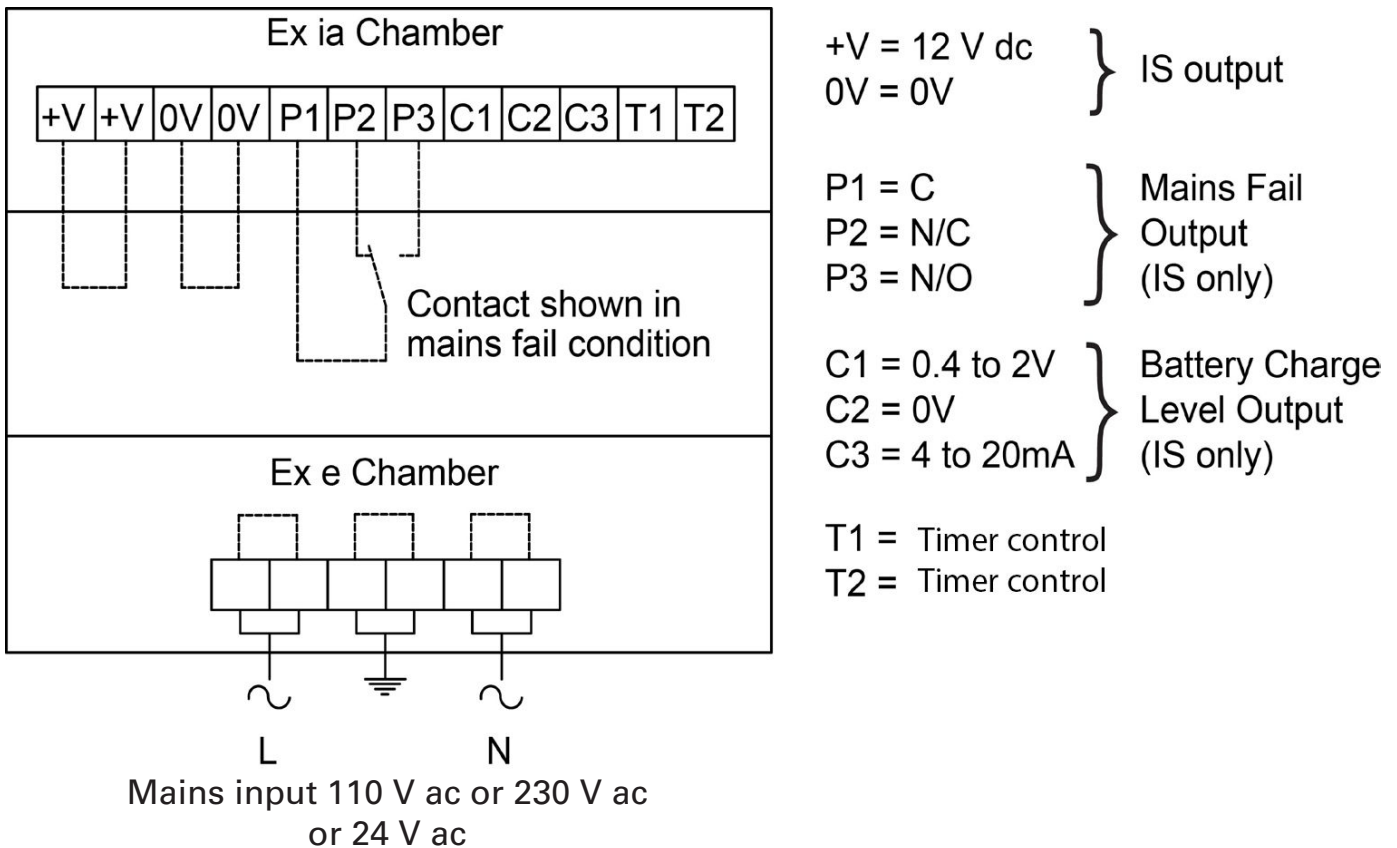 Ex ia Chamber
+V +V 0V 0V P1 P2 P3 C1 C2 C3 T1 T2
Contact shown in
mains fail condition
Ex e Chamber
L N
Mains input 110 V ac or 230 V ac
or 24 V ac
+V = 12 V dc
0V = 0V
IS output
P1 = C
P2 = N/C
P3 = N/O
Mains Fail
Output
(IS only)
C1 = 0.4 to 2V
C2 = 0V
C3 = 4 to 20mA
Battery Charge
Level Output
(IS only)
T1 = Timer control
T2 = Timer control